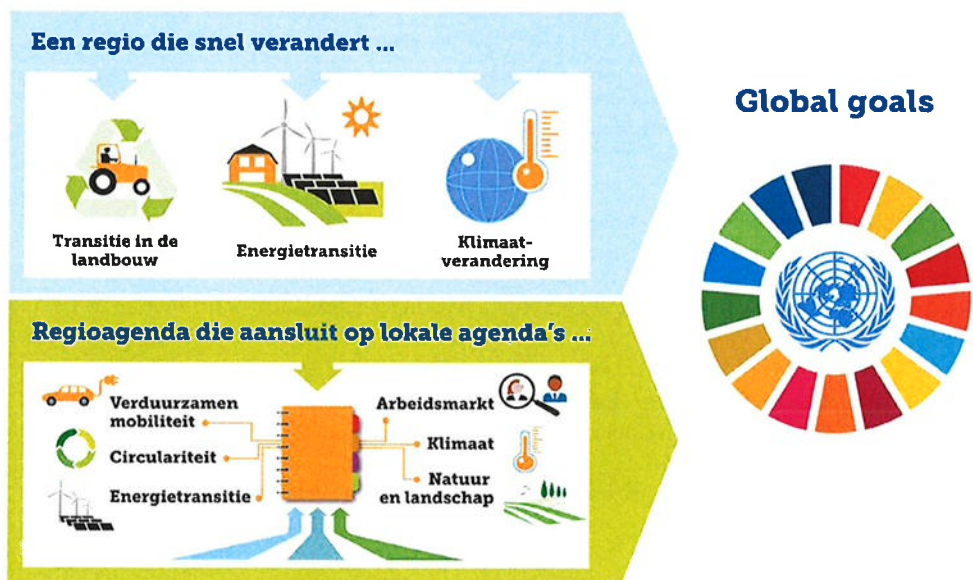 Een regio die snel verandert ...
Transitie in de
landbouw
Energietransitie
Klimaat-
verandering
Global goals
Regioagenda die aansluit op lokale agenda's ...
Verduurzamen
mobiliteit
Circulariteit
Energietransitie
Arbeidsmarkt
Klimaat
Natuur
en landschap